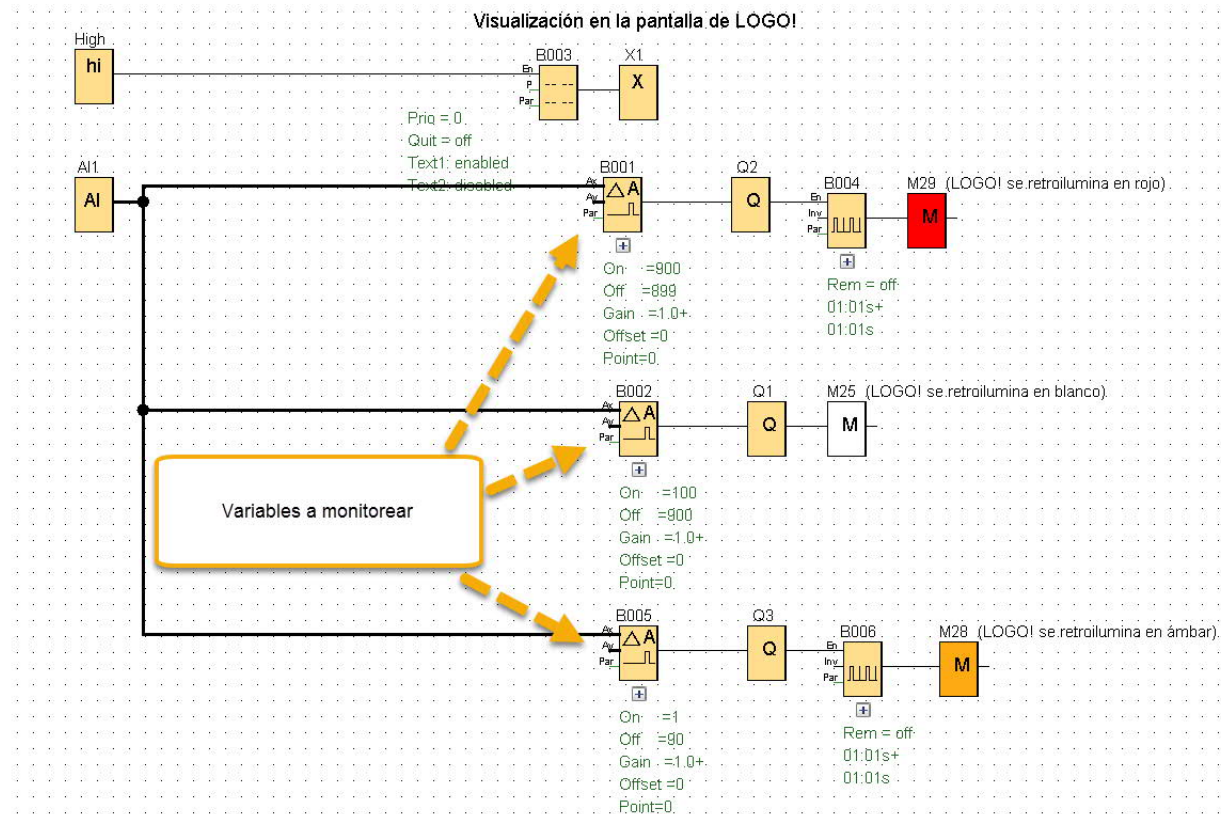 Visualización en la pantalla de LOGO!
High
hi
B003
X1
En
P
Par
X
Prio = 0
Quit = off
Text1: enabled
Text2: disabled
AI1
AI
B001
Q2
B004
M29 (LOGO! se retroilumina en rojo)
Ax
Ay
Par
A
Q
En
Inv
Par
M
On =900
Off =899
Gain =1.0+
Offset =0
Point=0
Rem = off
01:01s+
01:01s
B002
Q1
M25 (LOGO! se retroilumina en blanco)
Ax
Ay
Par
A
Q
M
On =100
Off =900
Gain =1.0+
Offset =0
Point=0
Variables a monitorear
B005
Q3
B006
M28 (LOGO! se retroilumina en ámbar)
Ax
Ay
Par
A
Q
En
Inv
Par
M
On =1
Off =90
Gain =1.0+
Offset =0
Point=0
Rem = off
01:01s+
01:01s